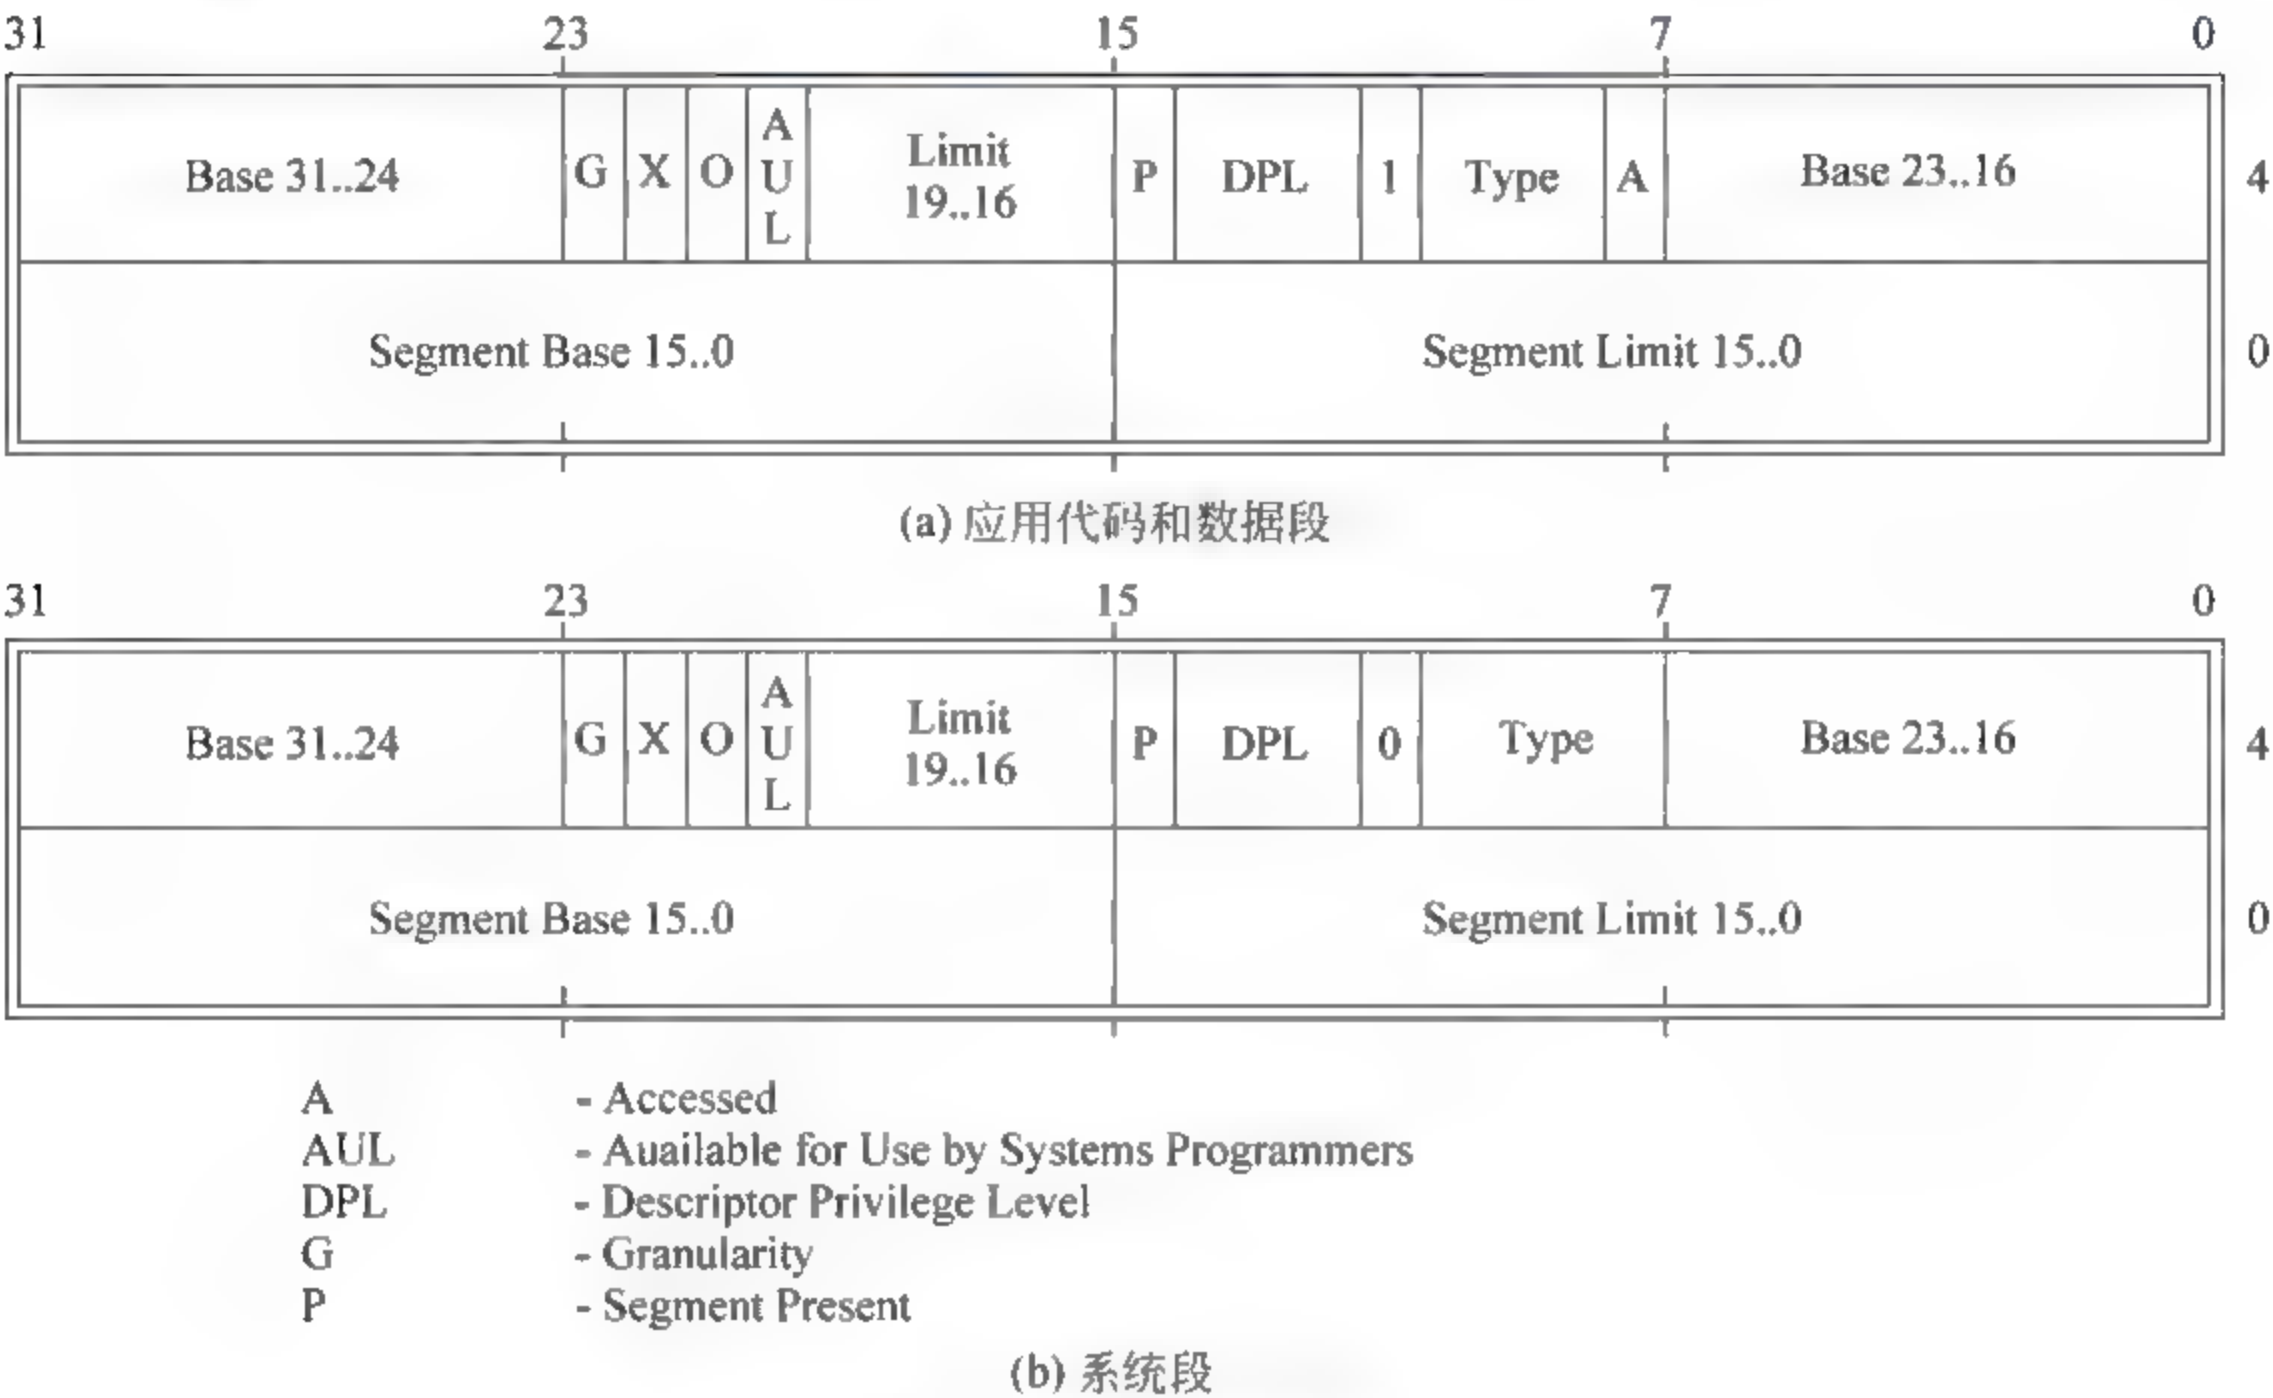 31 23 15 7 0
Base 31..24 G X O AUL Limit 19..16 P DPL 1 Type A Base 23..16 4
Segment Base 15..0 Segment Limit 15..0 0
(a) 应用代码和数据段
31 23 15 7 0
Base 31..24 G X O AUL Limit 19..16 P DPL 0 Type Base 23..16 4
Segment Base 15..0 Segment Limit 15..0 0
A - Accessed
AUL - Auailable for Use by Systems Programmers
DPL - Descriptor Privilege Level
G - Granularity
P - Segment Present
(b) 系统段